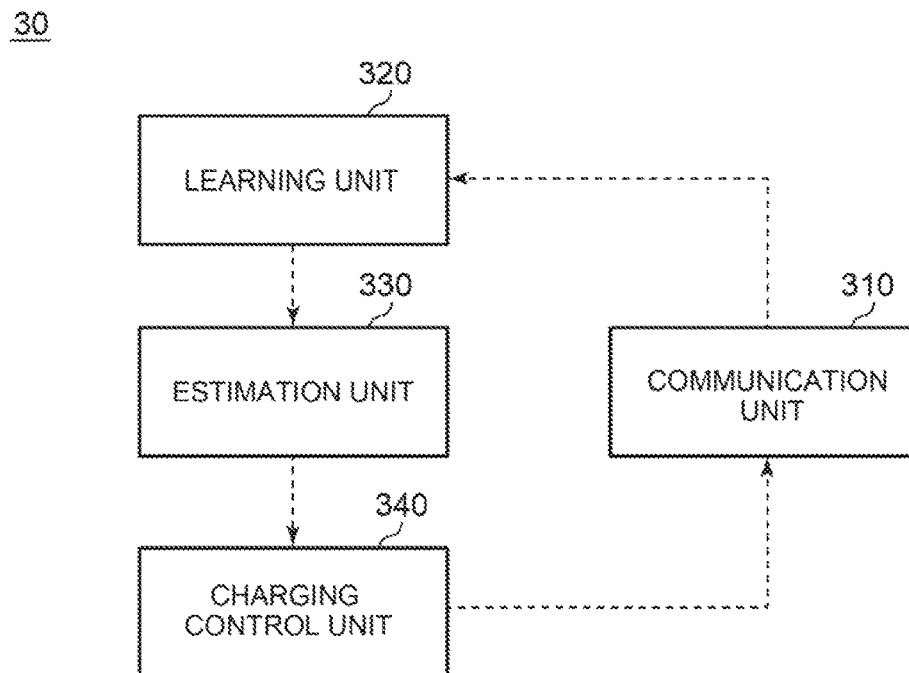 30
320
LEARNING UNIT
330
ESTIMATION UNIT
310
COMMUNICATION
UNIT
340
CHARGING
CONTROL UNIT